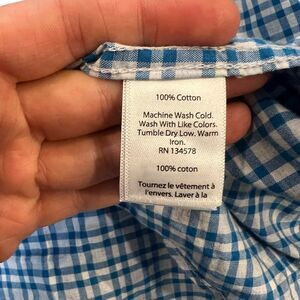 100% Cotton
Machine Wash Cold.
Wash With Like Colors.
Tumble Dry Low, Warm
Iron.
RN 134578
100% coton
Tournez le vêtement à
l'envers. Laver à la